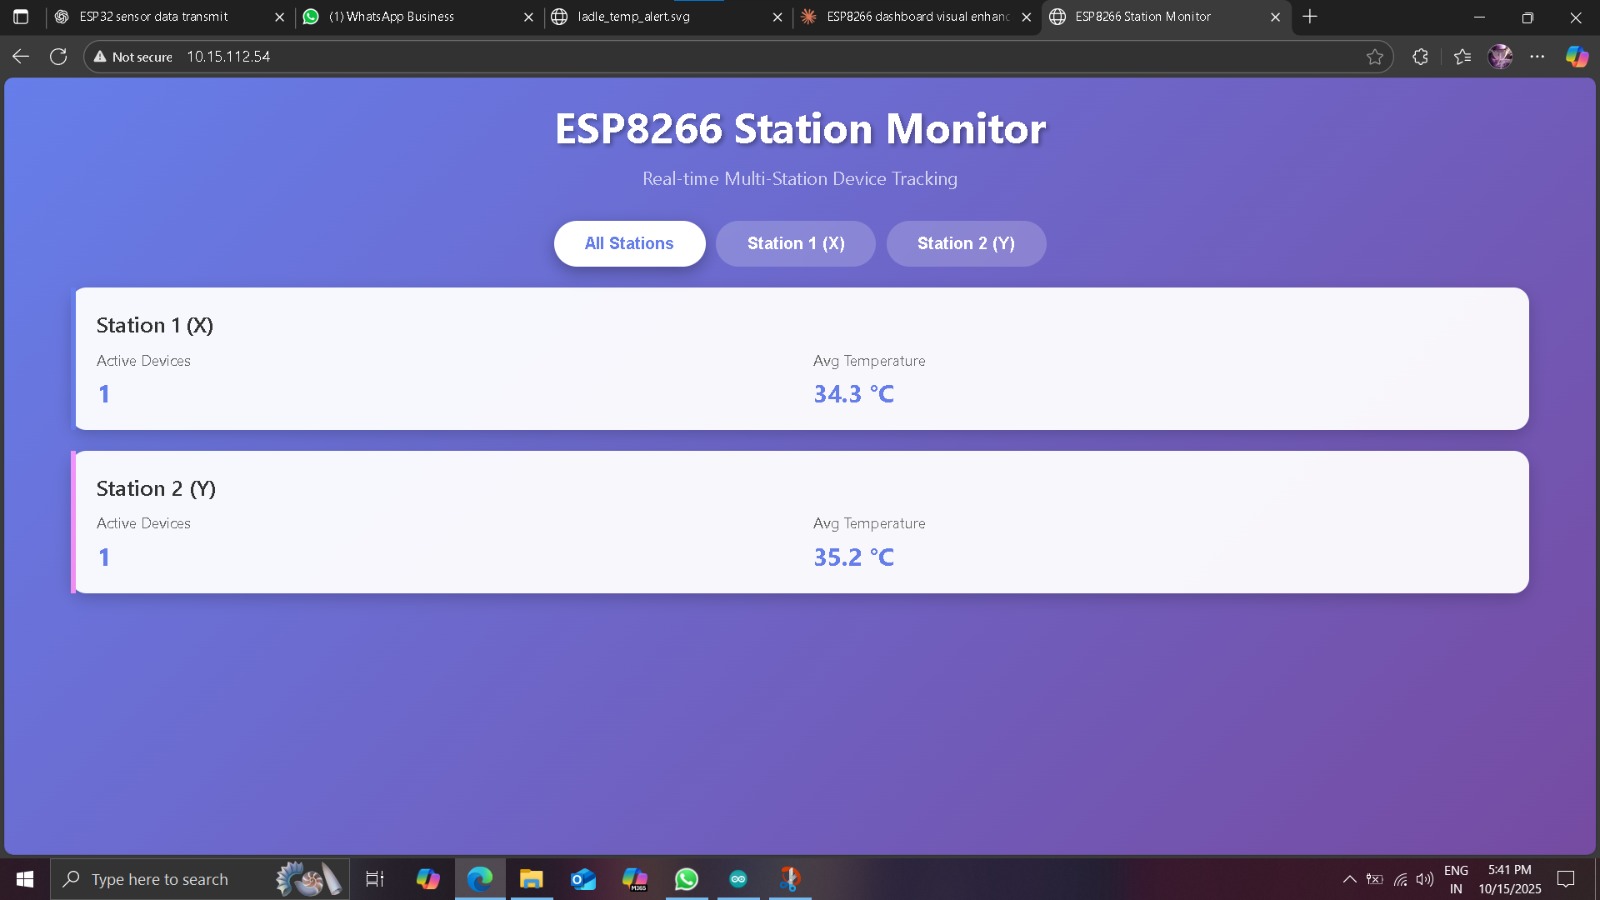 ESP32 sensor data transmit
(1) WhatsApp Business
ladle_temp_alert.svg
ESP8266 dashboard visual enhanc
ESP8266 Station Monitor
Not secure 10.15.112.54
ESP8266 Station Monitor
Real-time Multi-Station Device Tracking
All Stations
Station 1 (X)
Station 2 (Y)
Station 1 (X)
Active Devices
1
Avg Temperature
34.3 °C
Station 2 (Y)
Active Devices
1
Avg Temperature
35.2 °C
Type here to search
M365
ENG
IN
5:41 PM
10/15/2025